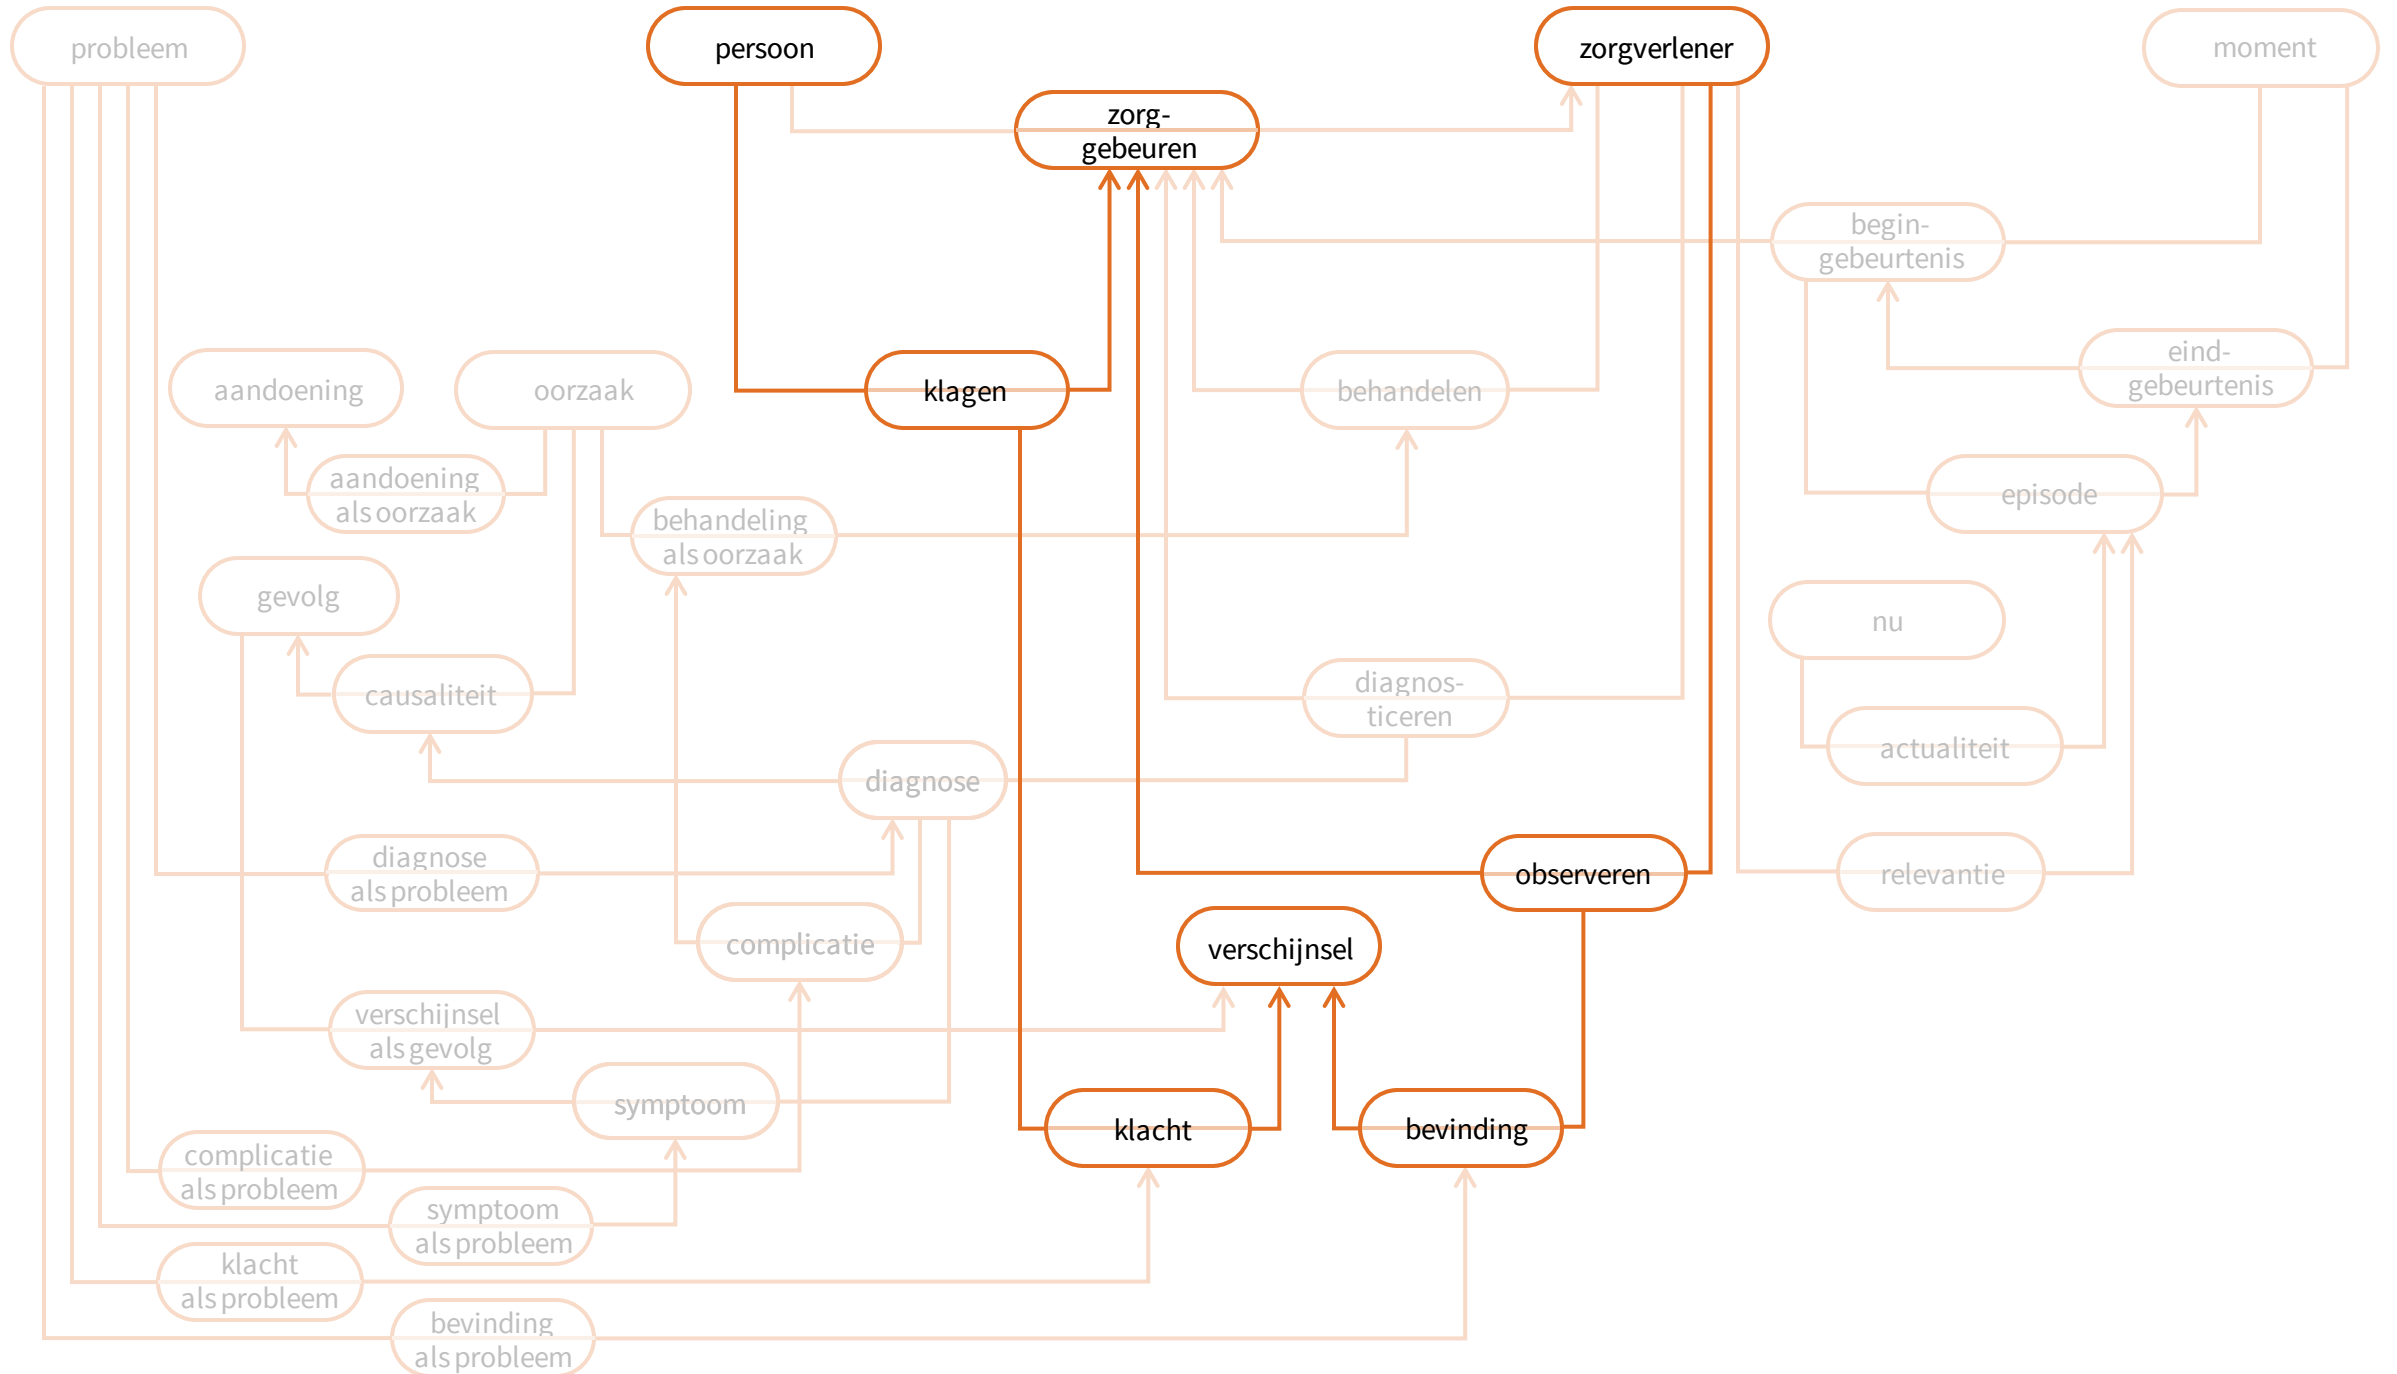 probleem
persoon
zorgverlener
moment
zorg-
gebeuren
begin-
gebeurtenis
eind-
gebeurtenis
aandoening
oorzaak
klagen
behandelen
aandoening
als oorzaak
behandeling
als oorzaak
episode
gevolg
nu
causaliteit
diagnos-
ticeren
actualiteit
diagnose
diagnose
als probleem
observeren
relevantie
complicatie
verschijnsel
verschijnsel
als gevolg
symptoom
klacht
bevinding
complicatie
als probleem
symptoom
als probleem
klacht
als probleem
bevinding
als probleem